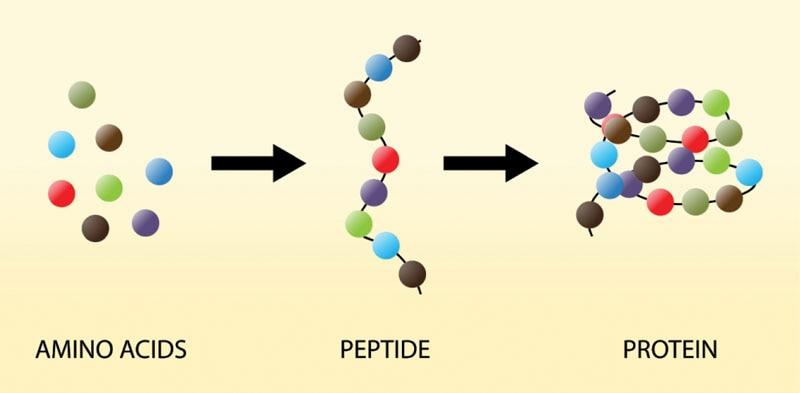 AMINO ACIDS
PEPTIDE
PROTEIN